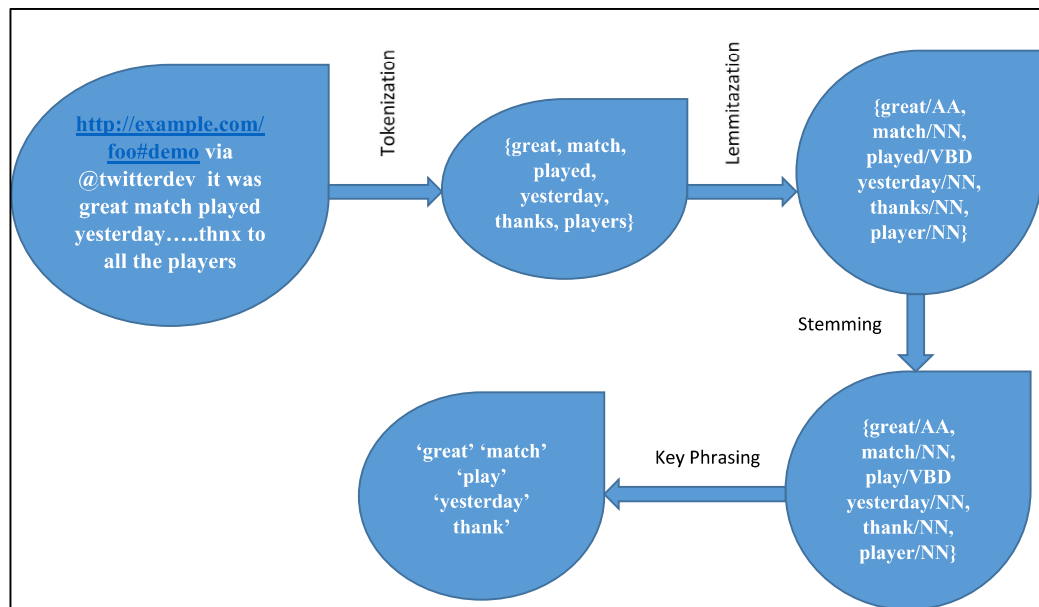 http://example.com/
foo#demo via
@twitterdev it was
great match played
yesterday…..thnx to
all the players
Tokenization
{great, match,
played,
yesterday,
thanks, players}
Lemmitazation
{great/AA,
match/NN,
played/VBD
yesterday/NN,
thanks/NN,
player/NN}
Stemming
{great/AA,
match/NN,
play/VBD
yesterday/NN,
thank/NN,
player/NN}
Key Phrasing
‘great’ ‘match’
‘play’
‘yesterday’
thank’